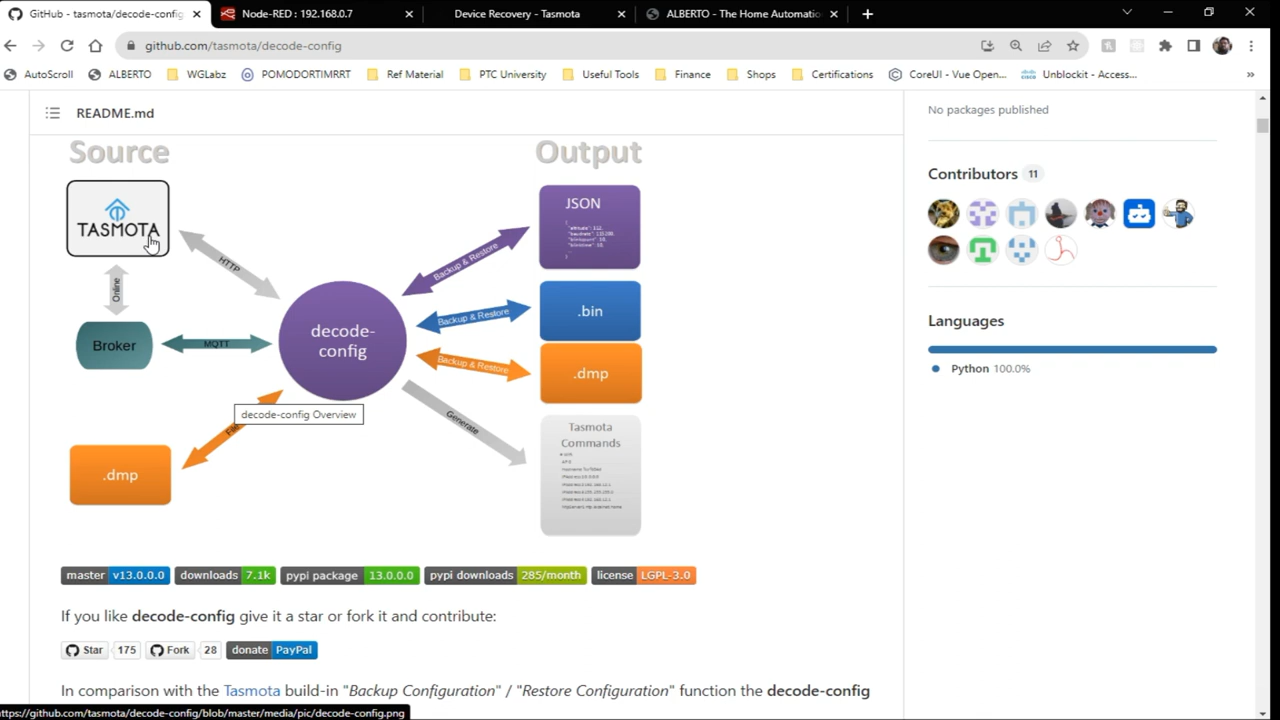 GitHub - tasmota/decode-config:
Node-RED : 192.168.0.7
Device Recovery - Tasmota
ALBERTO - The Home Automation
github.com/tasmota/decode-config
AutoScroll
ALBERTO
WGLabz
POMODORTIMRRT
Ref Material
PTC University
Useful Tools
Finance
Shops
Certifications
CoreUI - Vue Open...
Unblockit - Access...
»
README.md
No packages published
Source
Output
Contributors 11
TASMOTA
JSON
HTTP
Backup & Restore
Online
.bin
Backup & Restore
Broker
MQTT
decode-
config
Languages
Python 100.0%
Backup & Restore
.dmp
decode-config Overview
Generate
Tasmota
Commands
.dmp
master v13.0.0.0
downloads 7.1k
pypi package 13.0.0.0
pypi downloads 285/month
license LGPL-3.0
If you like decode-config give it a star or fork it and contribute:
Star 175 Fork 28 donate PayPal
In comparison with the Tasmota build-in "Backup Configuration" / "Restore Configuration" function the decode-config
https://github.com/tasmota/decode-config/blob/master/media/pic/decode-config.png